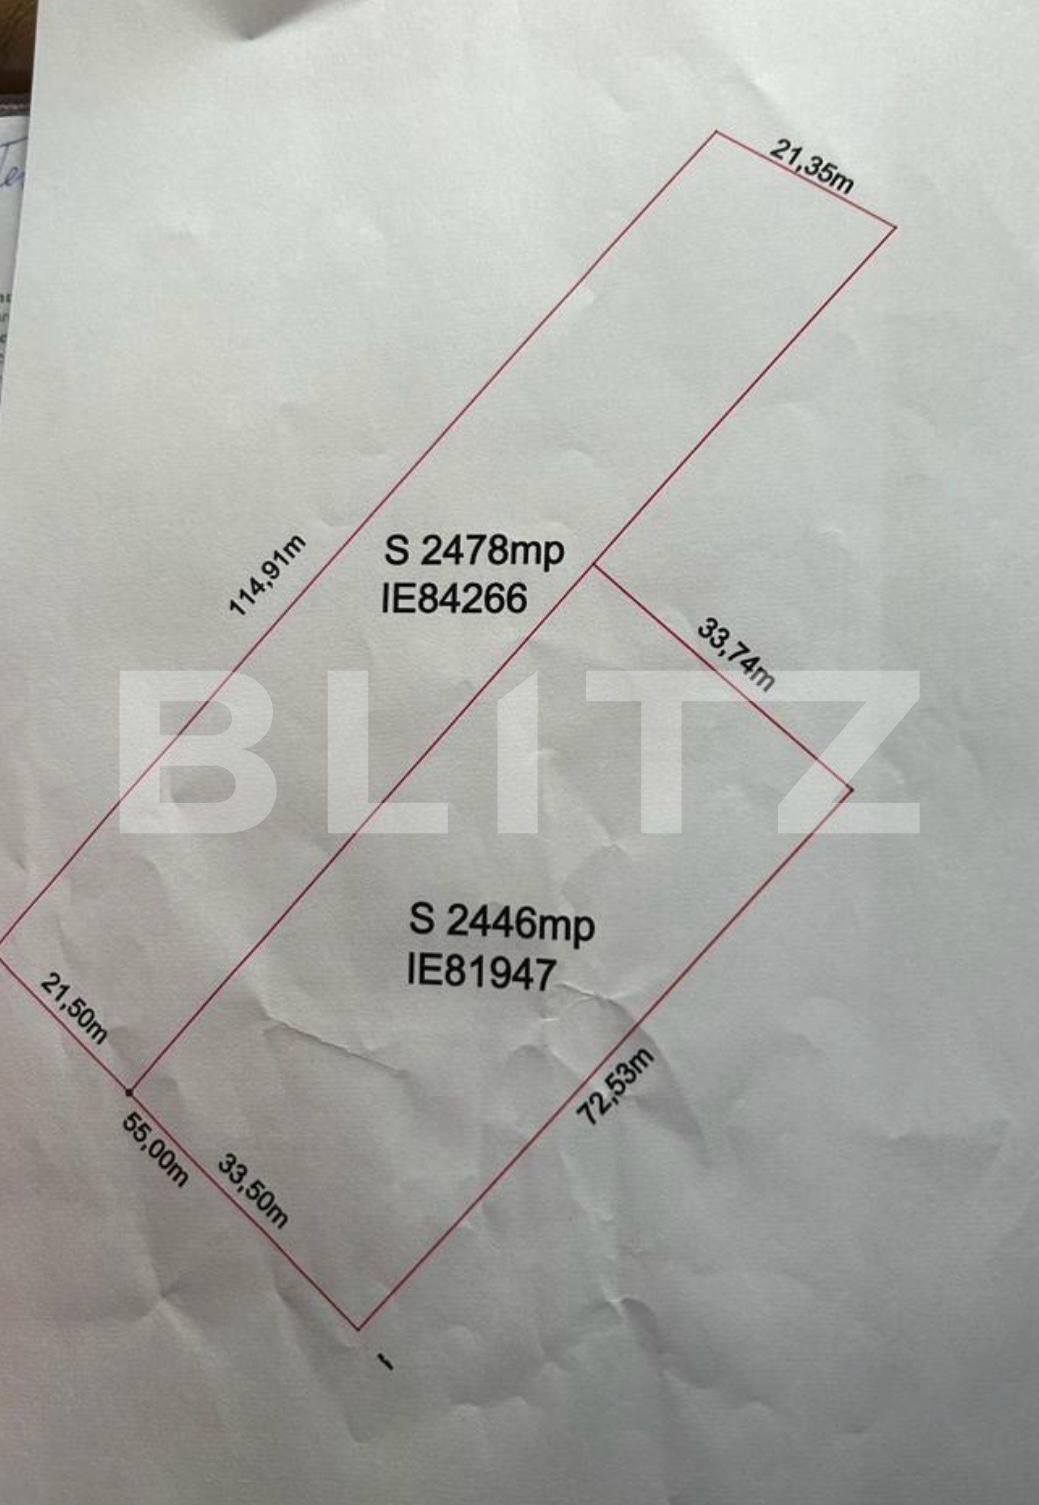 21,35m
114,91m
S 2478mp
IE84266
33,74m
BLITZ
S 2446mp
IE81947
21,50m
72,53m
55,00m
33,50m